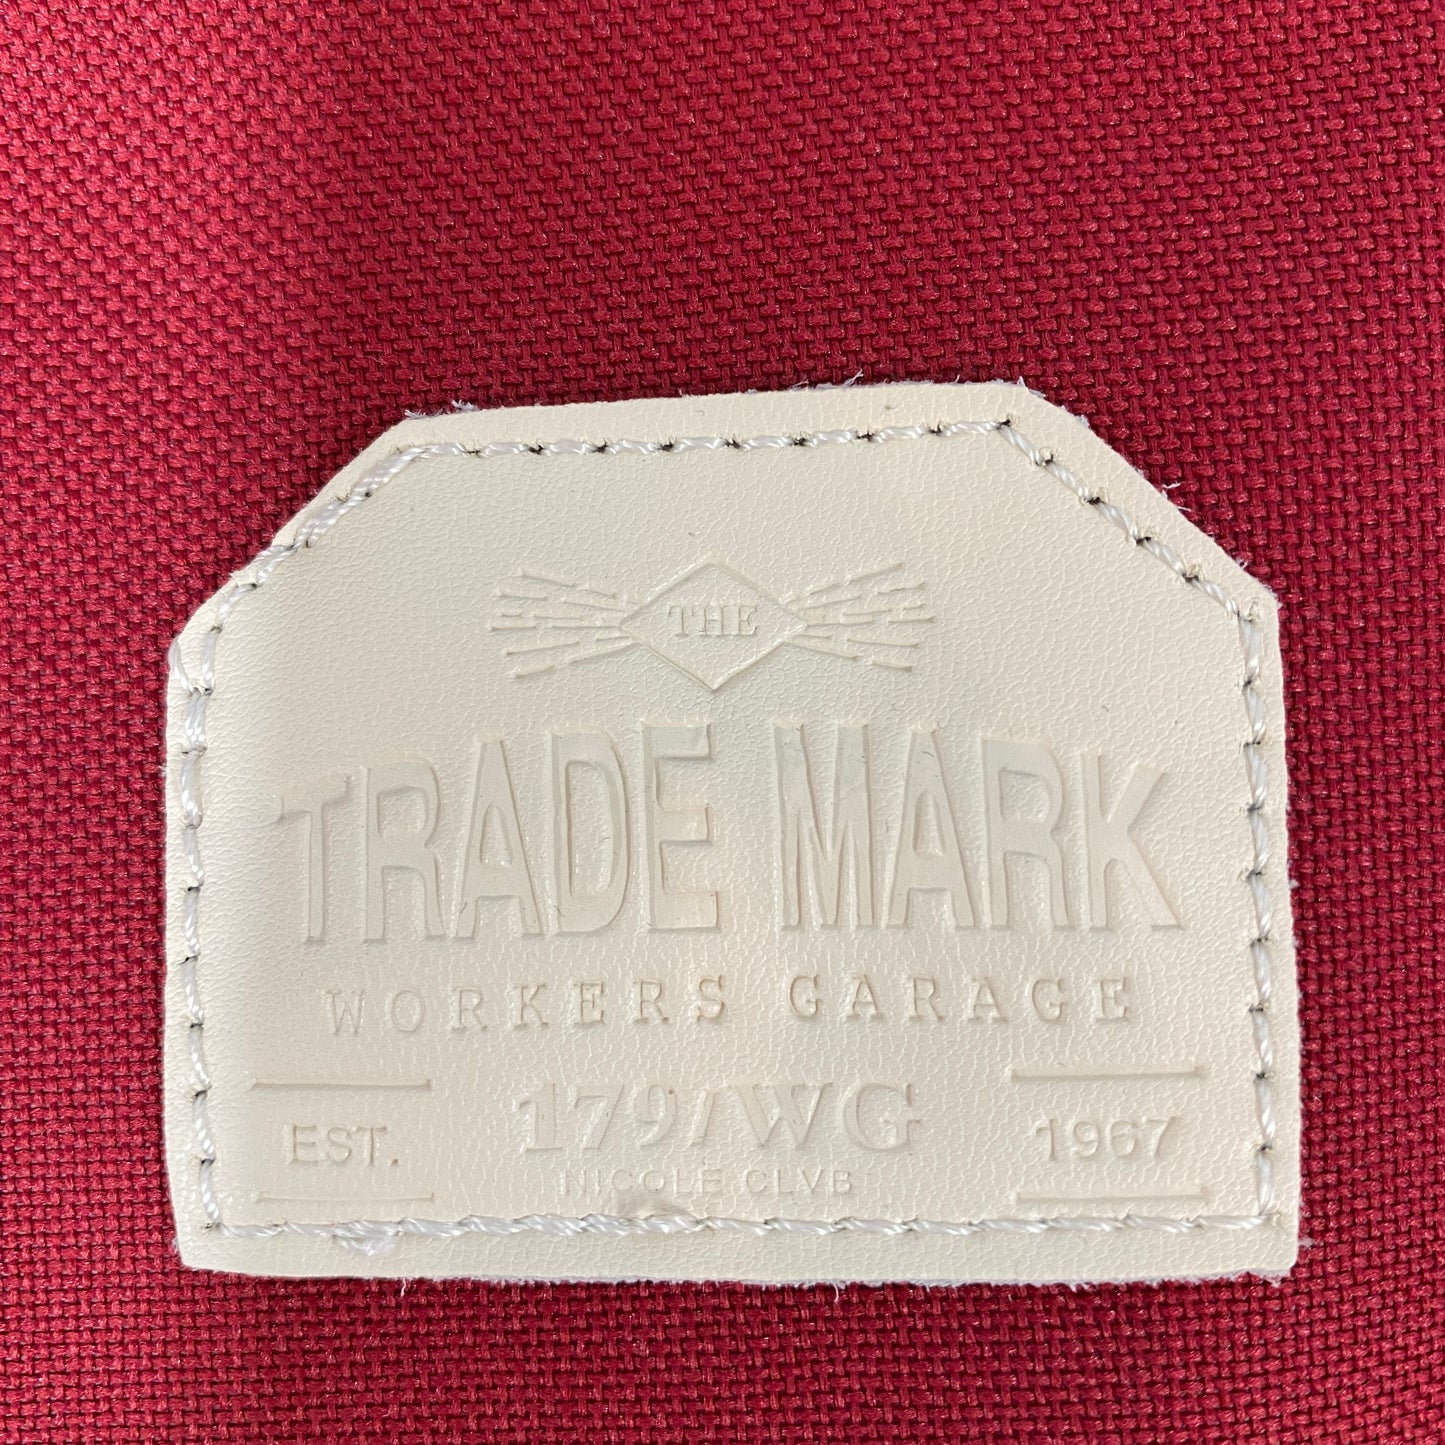 THE
TRADE MARK
WORKERS GARAGE
EST. 179/WG 1967
NICOLE CLVB